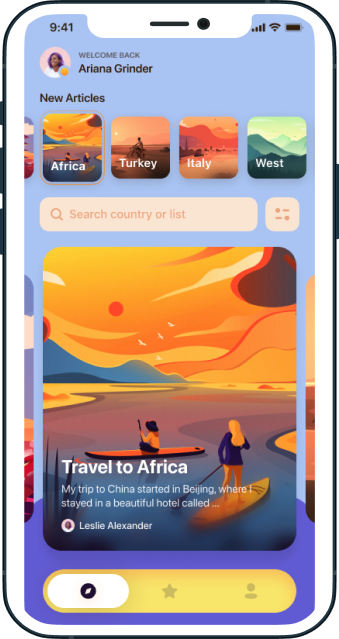 9:41
WELCOME BACK
Ariana Grinder
New Articles
Africa
Turkey
Italy
West
Search country or list
Travel to Africa
My trip to China started in Beijing, where I
stayed in a beautiful hotel called ...
Leslie Alexander